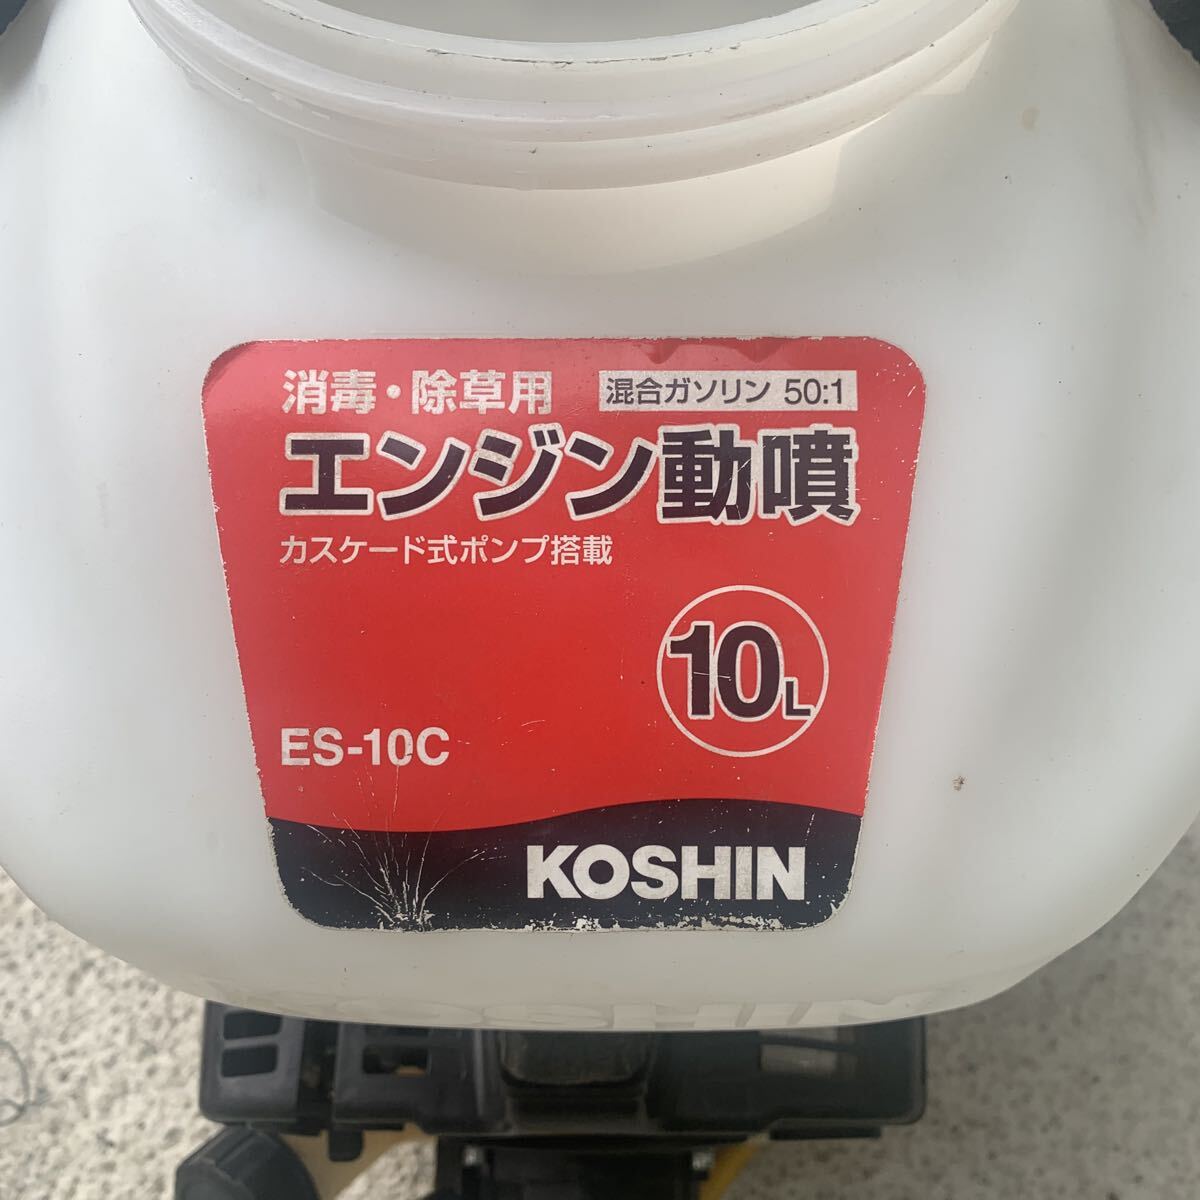 消毒・除草用 混合ガソリン 50:1
エンジン動噴
カスケード式ポンプ搭載
10L
ES-10C
KOSHIN